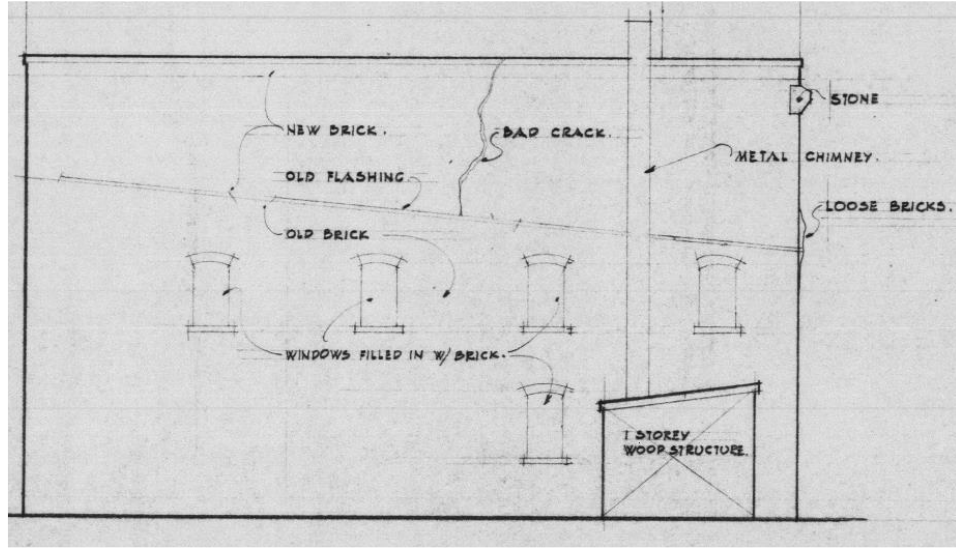 STONE
NEW BRICK.
BAD CRACK.
METAL CHIMNEY.
OLD FLASHING
LOOSE BRICKS.
OLD BRICK
WINDOWS FILLED IN W/ BRICK.
1 STOREY
WOOD STRUCTURE.